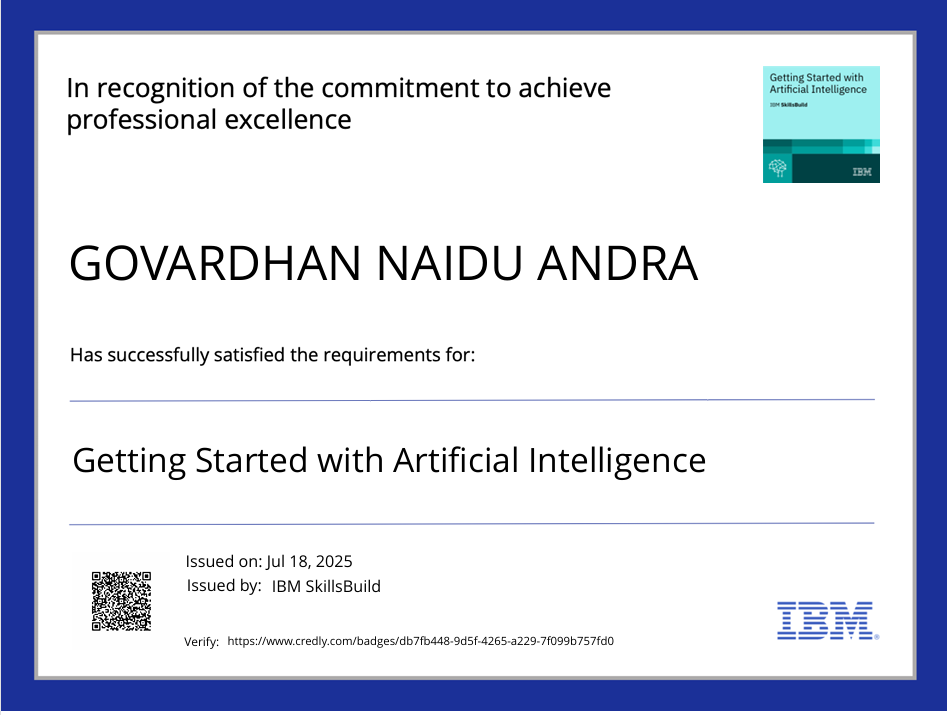 In recognition of the commitment to achieve
professional excellence
Getting Started with
Artificial Intelligence
IBM SkillsBuild
IBM
GOVARDHAN NAIDU ANDRA
Has successfully satisfied the requirements for:
Getting Started with Artificial Intelligence
Issued on: Jul 18, 2025
Issued by: IBM SkillsBuild
Verify: https://www.credly.com/badges/db7fb448-9d5f-4265-a229-7f099b757fd0
IBM®